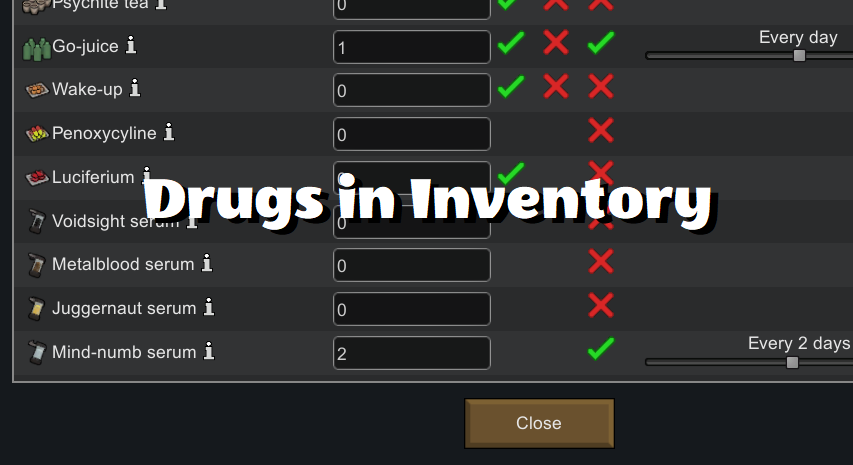 Psychite tea 0
Go-juice 1 Every day
Wake-up 0
Penoxycyline 0
Luciferium 0
Drugs in Inventory
Voidsight serum 0
Metalblood serum 0
Juggernaut serum 0
Mind-numb serum 2 Every 2 days
Close